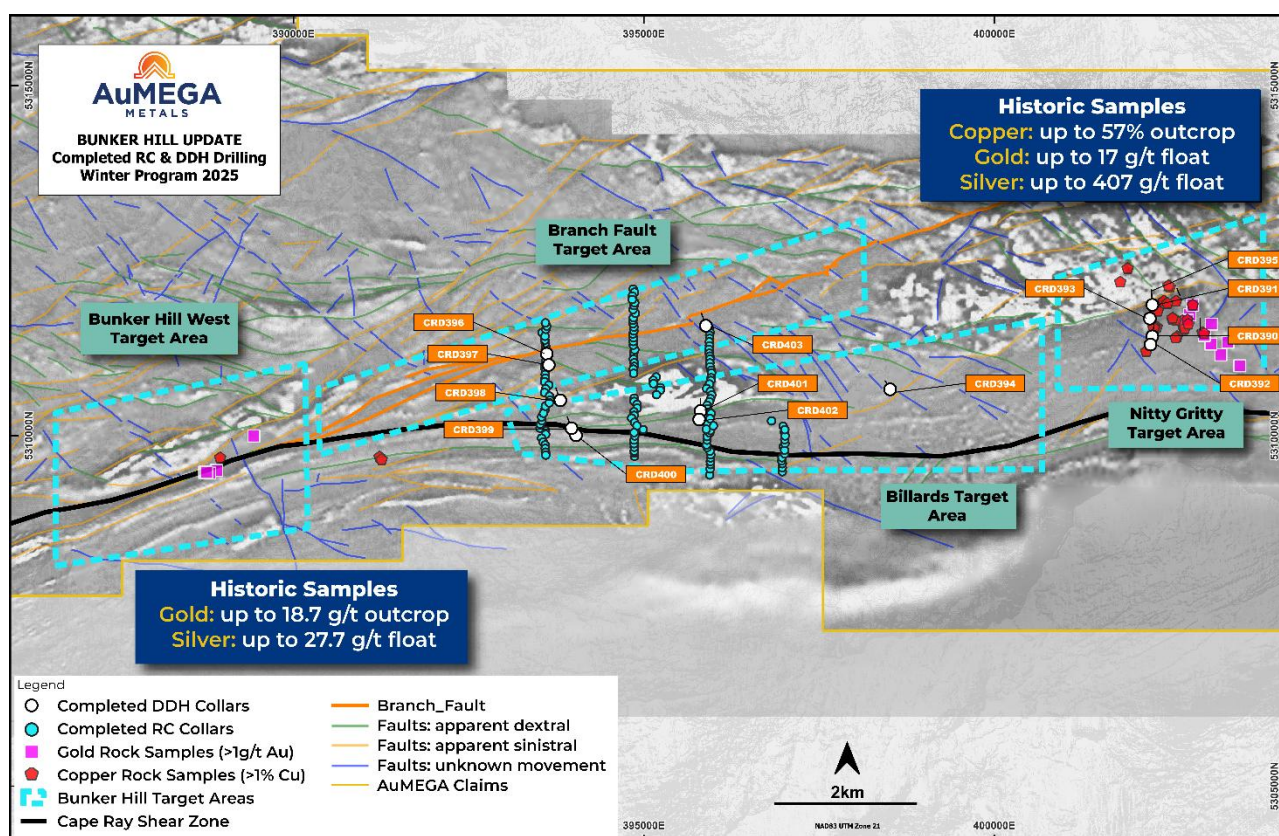 390000E
395000E
400000E
AuMEGA
METALS
BUNKER HILL UPDATE
Completed RC & DDH Drilling
Winter Program 2025
5315000N
5315000N
Historic Samples
Copper: up to 57% outcrop
Gold: up to 17 g/t float
Silver: up to 407 g/t float
Branch Fault
Target Area
Bunker Hill West
Target Area
CRD395
CRD393
CRD391
CRD396
CRD390
CRD397
CRD403
CRD398
CRD401
CRD394
CRD392
CRD402
CRD399
Nitty Gritty
Target Area
5310000N
5310000N
CRD400
Billards Target
Area
Historic Samples
Gold: up to 18.7 g/t outcrop
Silver: up to 27.7 g/t float
Legend
Completed DDH Collars
Completed RC Collars
Gold Rock Samples (>1g/t Au)
Copper Rock Samples (>1% Cu)
Bunker Hill Target Areas
Cape Ray Shear Zone
Branch_Fault
Faults: apparent dextral
Faults: apparent sinistral
Faults: unknown movement
AuMEGA Claims
2km
5305000N
395000E
NAD83 UTM Zone 21
400000E